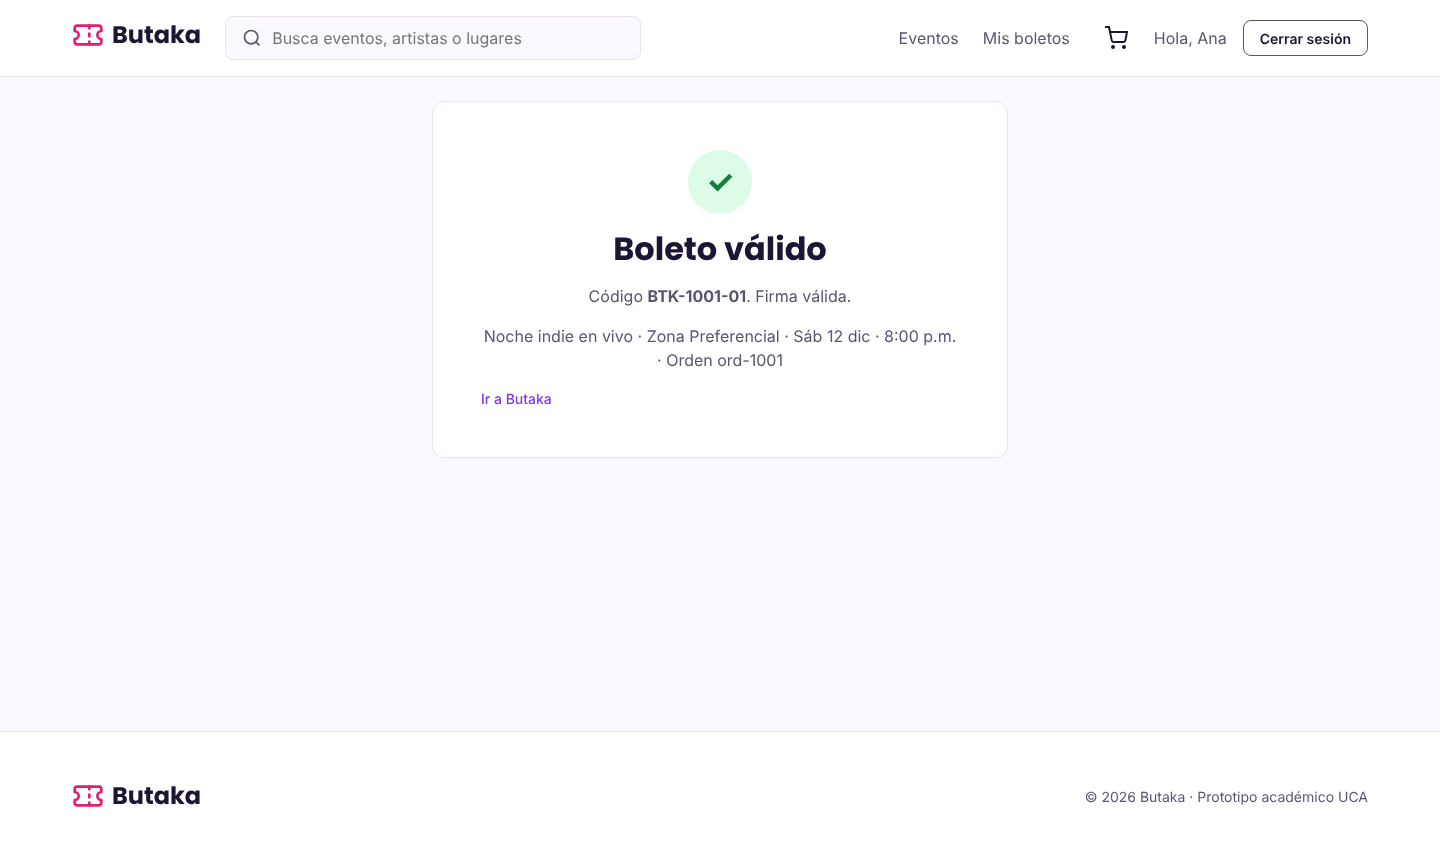 Butaka
Busca eventos, artistas o lugares
Eventos
Mis boletos
Hola, Ana
Cerrar sesión
Boleto válido
Código BTK-1001-01. Firma válida.
Noche indie en vivo · Zona Preferencial · Sáb 12 dic · 8:00 p.m.
· Orden ord-1001
Ir a Butaka
Butaka
© 2026 Butaka · Prototipo académico UCA